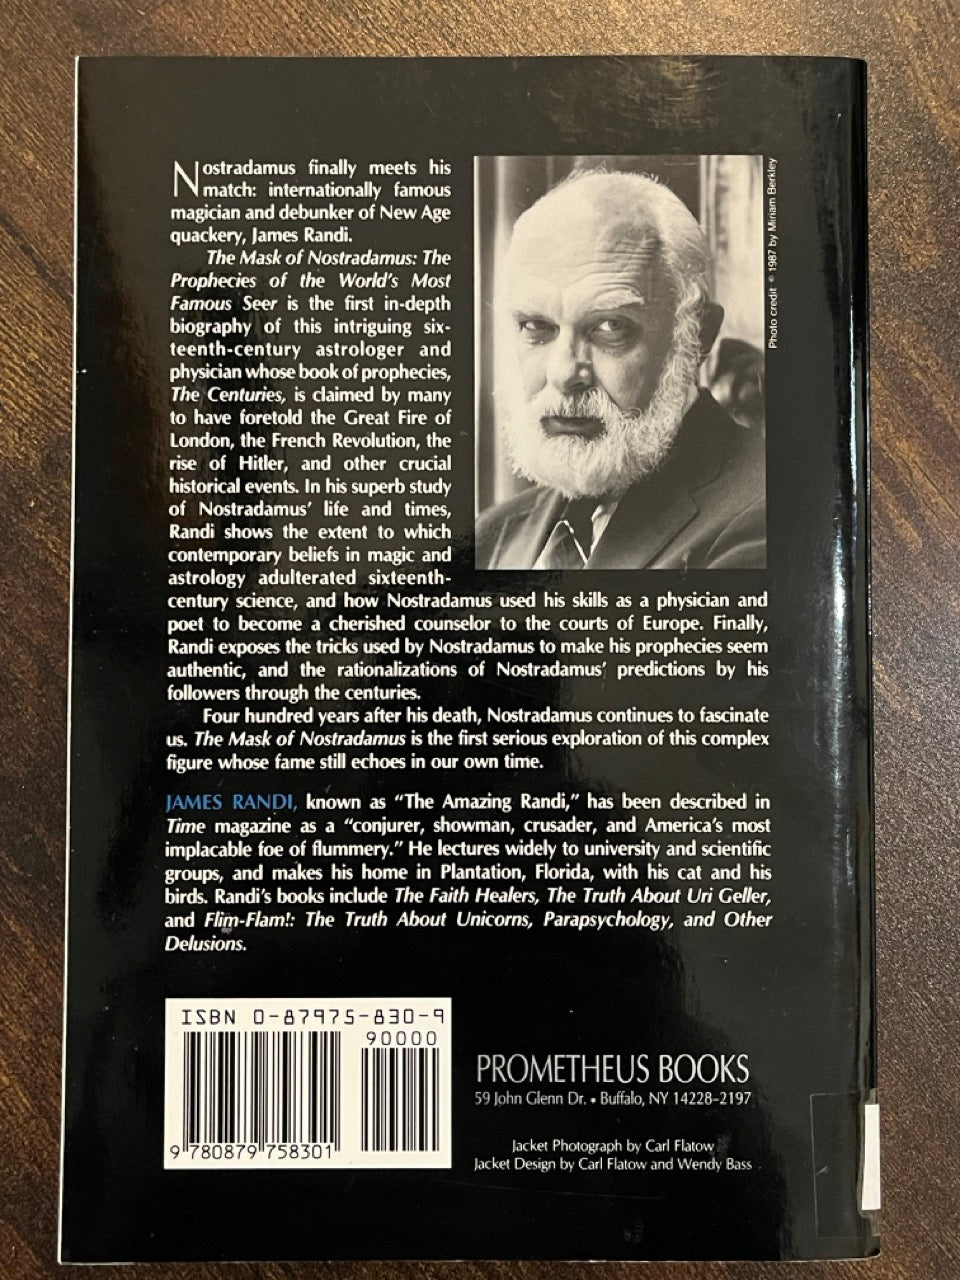 Nostradamus finally meets his
match: internationally famous
magician and debunker of New Age
quackery, James Randi.
The Mask of Nostradamus: The
Prophecies of the World's Most
Famous Seer is the first in-depth
biography of this intriguing six-
teenth-century astrologer and
physician whose book of prophecies,
The Centuries, is claimed by many
to have foretold the Great Fire of
London, the French Revolution, the
rise of Hitler, and other crucial
historical events. In his superb study
of Nostradamus' life and times,
Randi shows the extent to which
contemporary beliefs in magic and
astrology adulterated sixteenth-
century science, and how Nostradamus used his skills as a physician and
poet to become a cherished counselor to the courts of Europe. Finally,
Randi exposes the tricks used by Nostradamus to make his prophecies seem
authentic, and the rationalizations of Nostradamus' predictions by his
followers through the centuries.
Four hundred years after his death, Nostradamus continues to fascinate
us. The Mask of Nostradamus is the first serious exploration of this complex
figure whose fame still echoes in our own time.
Photo credit © 1987 by Miriam Berkley
JAMES RANDI, known as "The Amazing Randi," has been described in
Time magazine as a "conjurer, showman, crusader, and America's most
implacable foe of flummery." He lectures widely to university and scientific
groups, and makes his home in Plantation, Florida, with his cat and his
birds. Randi's books include The Faith Healers, The Truth About Uri Geller,
and Flim-Flam!: The Truth About Unicorns, Parapsychology, and Other
Delusions.
ISBN 0-87975-830-9
90000
9 780879 758301
PROMETHEUS BOOKS
59 John Glenn Dr. • Buffalo, NY 14228-2197
Jacket Photograph by Carl Flatow
Jacket Design by Carl Flatow and Wendy Bass